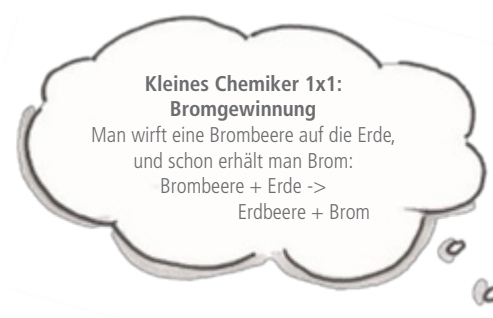 Kleines Chemiker 1x1:
Bromgewinnung
Man wirft eine Brombeere auf die Erde,
und schon erhält man Brom:
Brombeere + Erde ->
Erdbeere + Brom